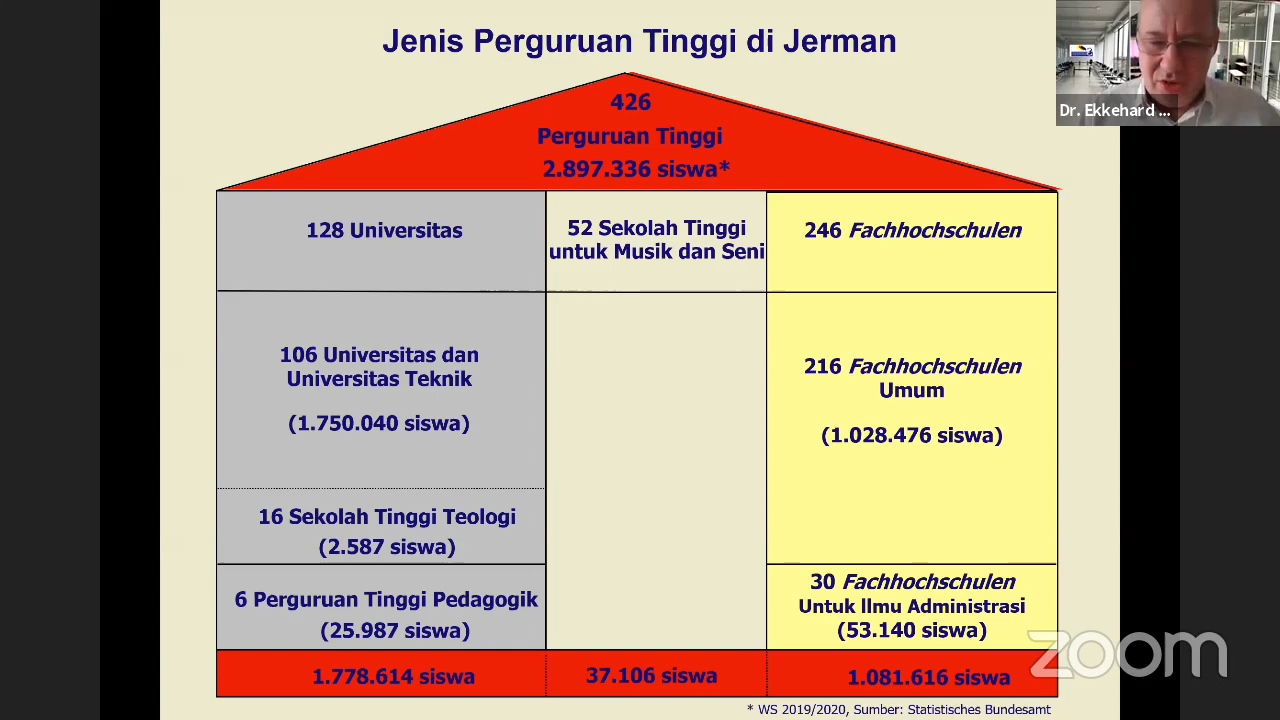 Jenis Perguruan Tinggi di Jerman
Dr. Ekkehard ...
426
Perguruan Tinggi
2.897.336 siswa*
128 Universitas
52 Sekolah Tinggi
untuk Musik dan Seni
246 Fachhochschulen
106 Universitas dan
Universitas Teknik
(1.750.040 siswa)
216 Fachhochschulen
Umum
(1.028.476 siswa)
16 Sekolah Tinggi Teologi
(2.587 siswa)
6 Perguruan Tinggi Pedagogik
(25.987 siswa)
30 Fachhochschulen
Untuk Ilmu Administrasi
(53.140 siswa)
1.778.614 siswa
37.106 siswa
1.081.616 siswa
zoom
* WS 2019/2020, Sumber: Statistisches Bundesamt